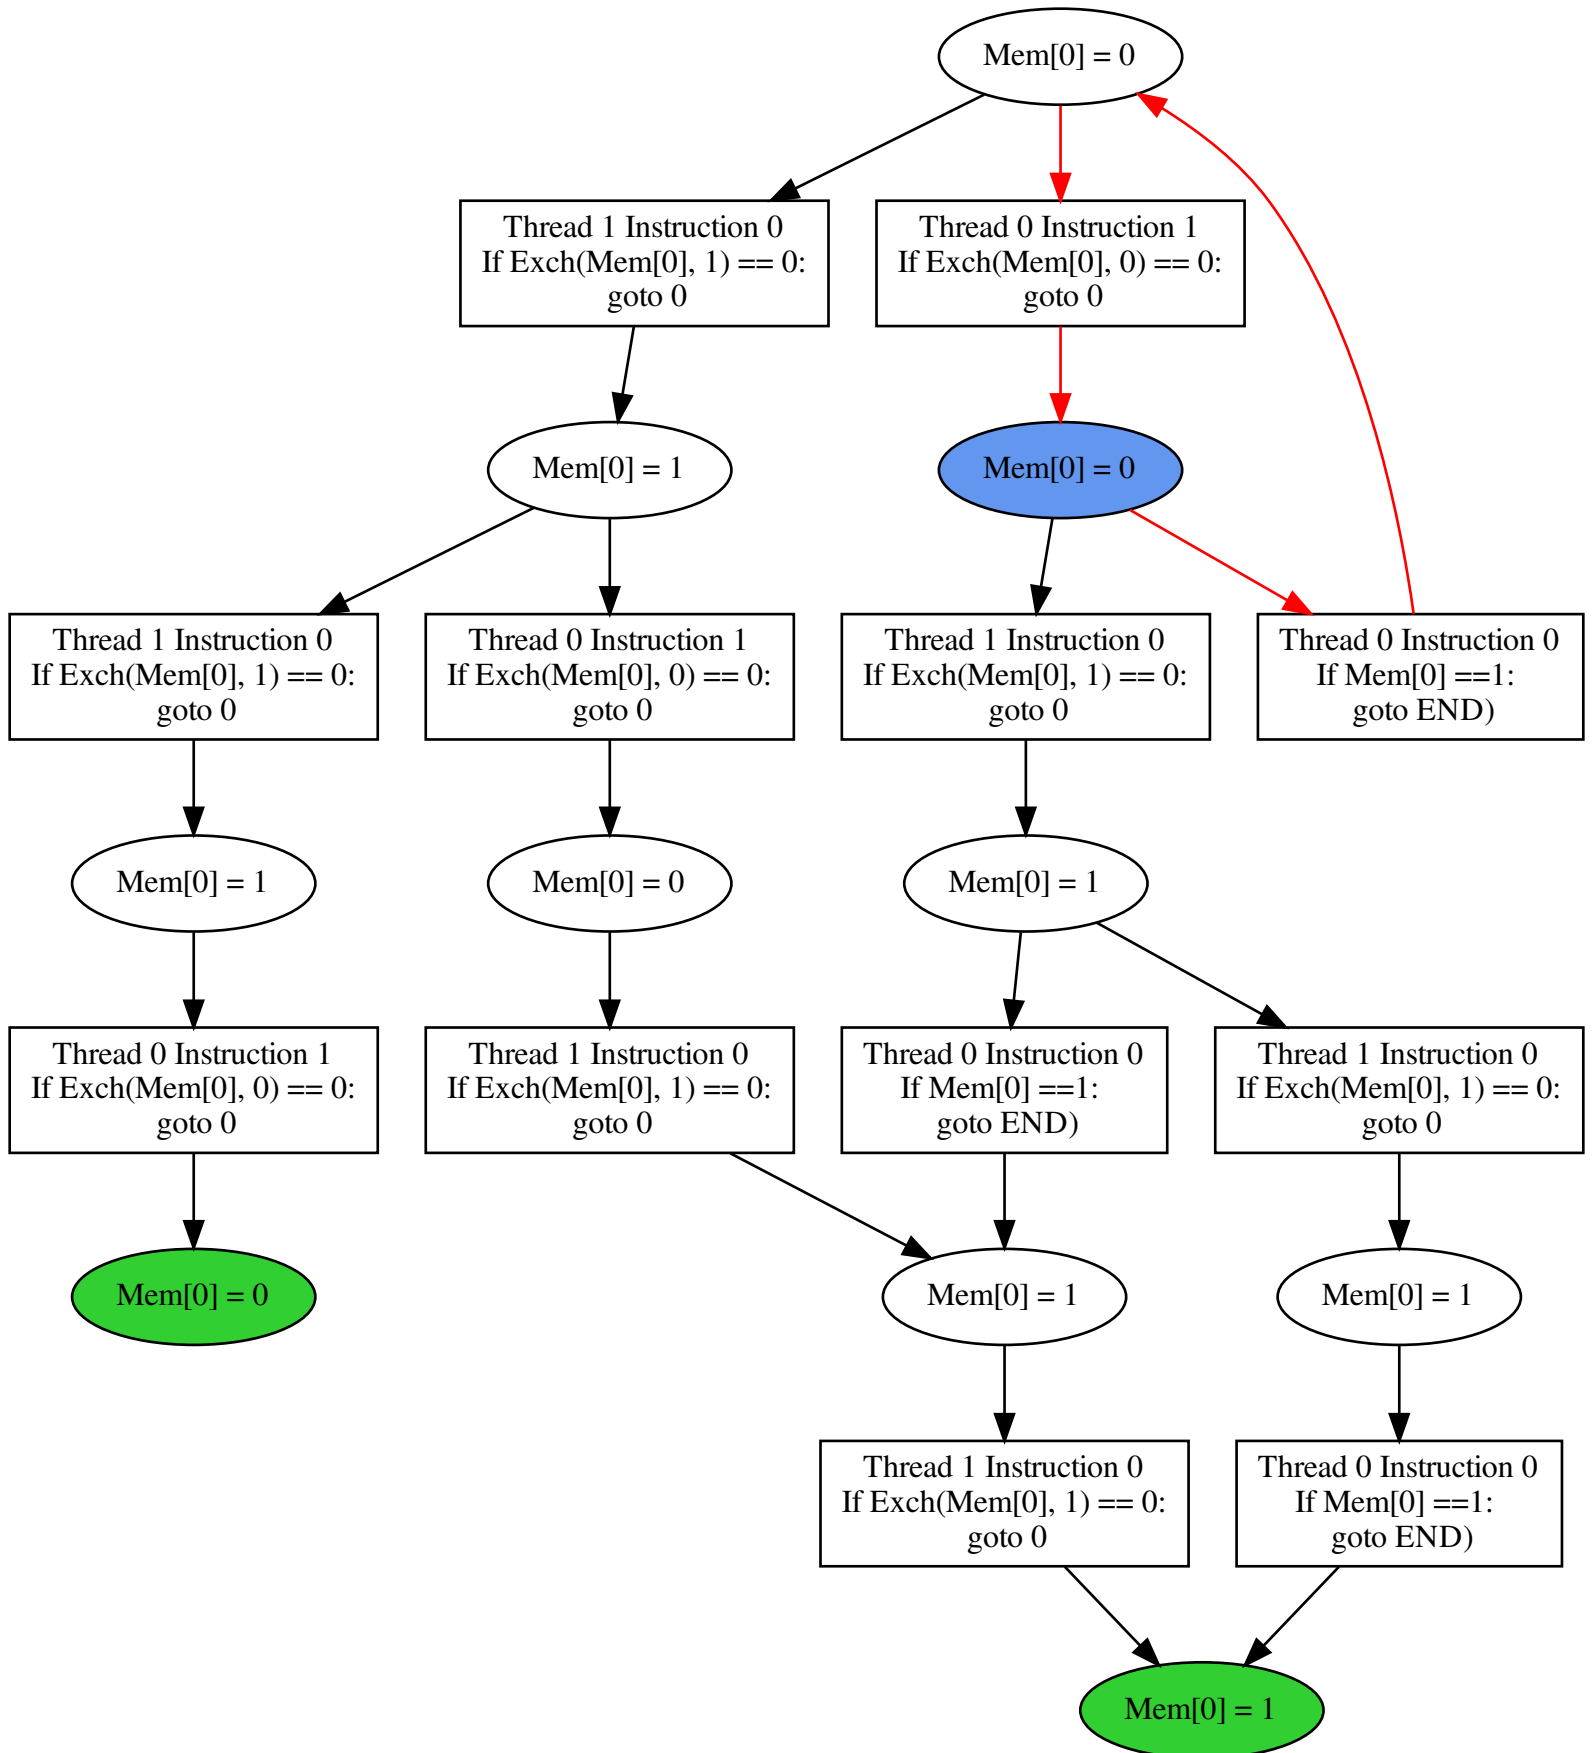 Mem[0] = 0
Thread 1 Instruction 0
If Exch(Mem[0], 1) == 0:
goto 0
Thread 0 Instruction 1
If Exch(Mem[0], 0) == 0:
goto 0
Mem[0] = 1
Mem[0] = 0
Thread 1 Instruction 0
If Exch(Mem[0], 1) == 0:
goto 0
Thread 0 Instruction 1
If Exch(Mem[0], 0) == 0:
goto 0
Thread 1 Instruction 0
If Exch(Mem[0], 1) == 0:
goto 0
Thread 0 Instruction 0
If Mem[0] ==1:
goto END)
Mem[0] = 1
Mem[0] = 0
Mem[0] = 1
Thread 0 Instruction 1
If Exch(Mem[0], 0) == 0:
goto 0
Thread 1 Instruction 0
If Exch(Mem[0], 1) == 0:
goto 0
Thread 0 Instruction 0
If Mem[0] ==1:
goto END)
Thread 1 Instruction 0
If Exch(Mem[0], 1) == 0:
goto 0
Mem[0] = 0
Mem[0] = 1
Mem[0] = 1
Thread 1 Instruction 0
If Exch(Mem[0], 1) == 0:
goto 0
Thread 0 Instruction 0
If Mem[0] ==1:
goto END)
Mem[0] = 1